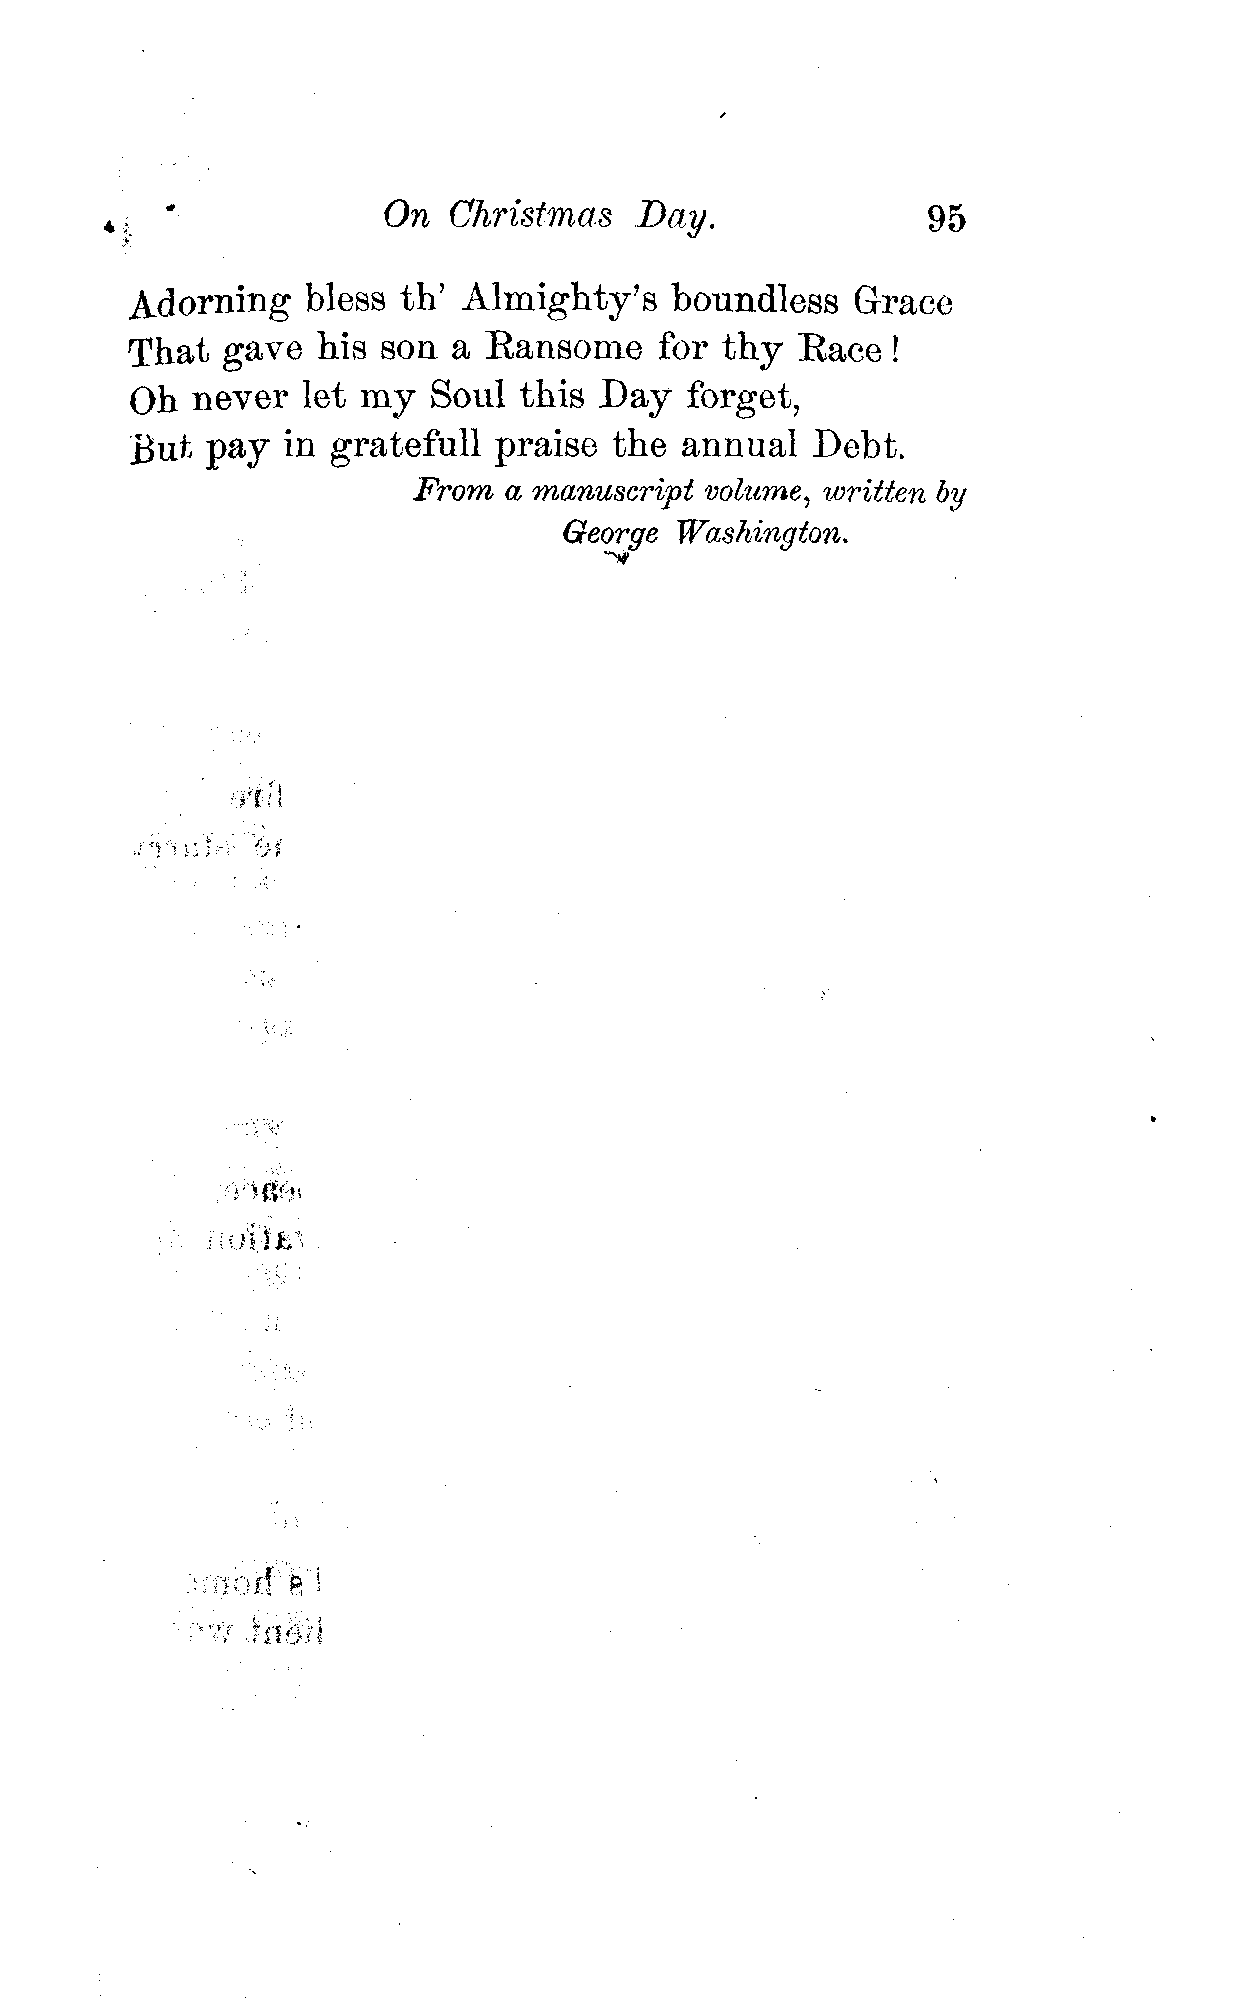 On Christmas Day. 95
Adorning bless th' Almighty's boundless Grace
That gave his son a Ransome for thy Race!
Oh never let my Soul this Day forget,
But pay in gratefull praise the annual Debt.
From a manuscript volume, written by
George Washington.